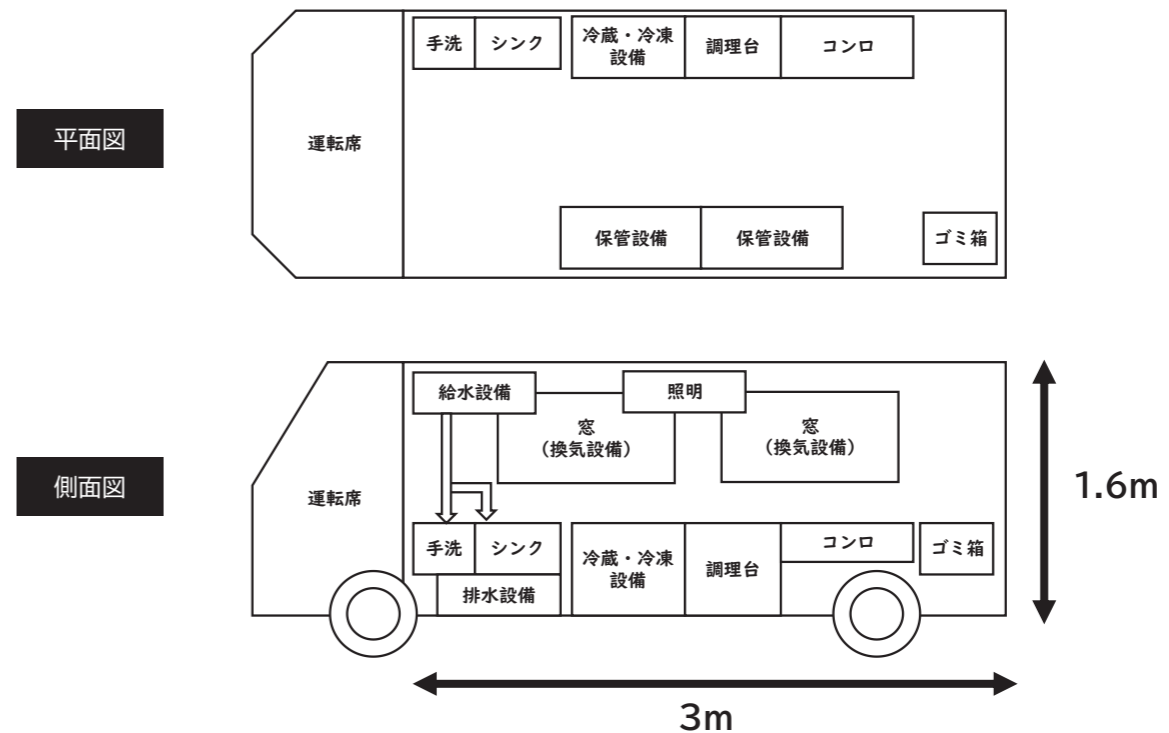 平面図
運転席
手洗
シンク
冷蔵・冷凍
設備
調理台
コンロ
保管設備
保管設備
ゴミ箱
側面図
運転席
給水設備
照明
窓
（換気設備）
窓
（換気設備）
手洗
シンク
排水設備
冷蔵・冷凍
設備
調理台
コンロ
ゴミ箱
1.6m
3m